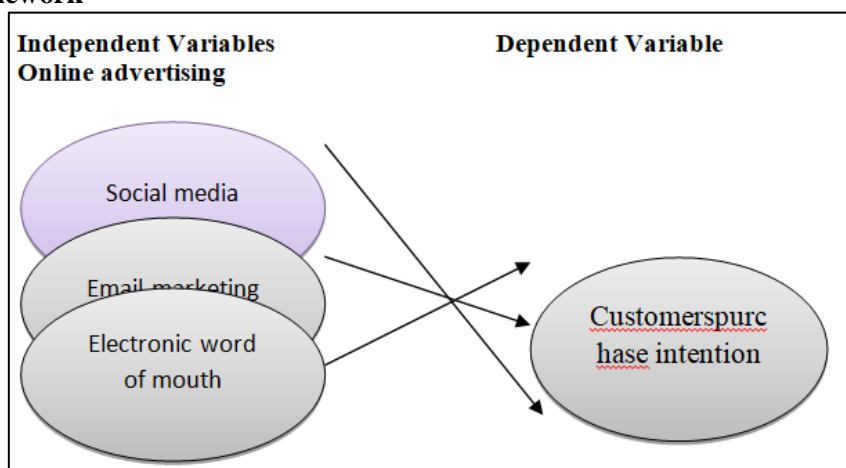 Independent Variables
Online advertising
Dependent Variable
Social media
Email marketing
Electronic word
of mouth
Customerspurc
hase intention